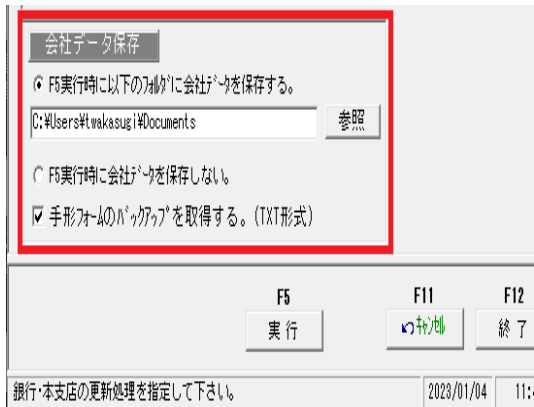 会社データ保存
F5実行時に以下のﾌｫﾙﾀﾞに会社ﾃﾞｰﾀを保存する。
C:¥Users¥twakasugi¥Documents
参照
F5実行時に会社ﾃﾞｰﾀを保存しない。
手形ﾌｫｰﾑのﾊﾞｯｸｱｯﾌﾟを取得する。(TXT形式)
F5 F11 F12
実行 ｷｬﾝｾﾙ 終了
銀行･本支店の更新処理を指定して下さい。 2023/01/04 11: